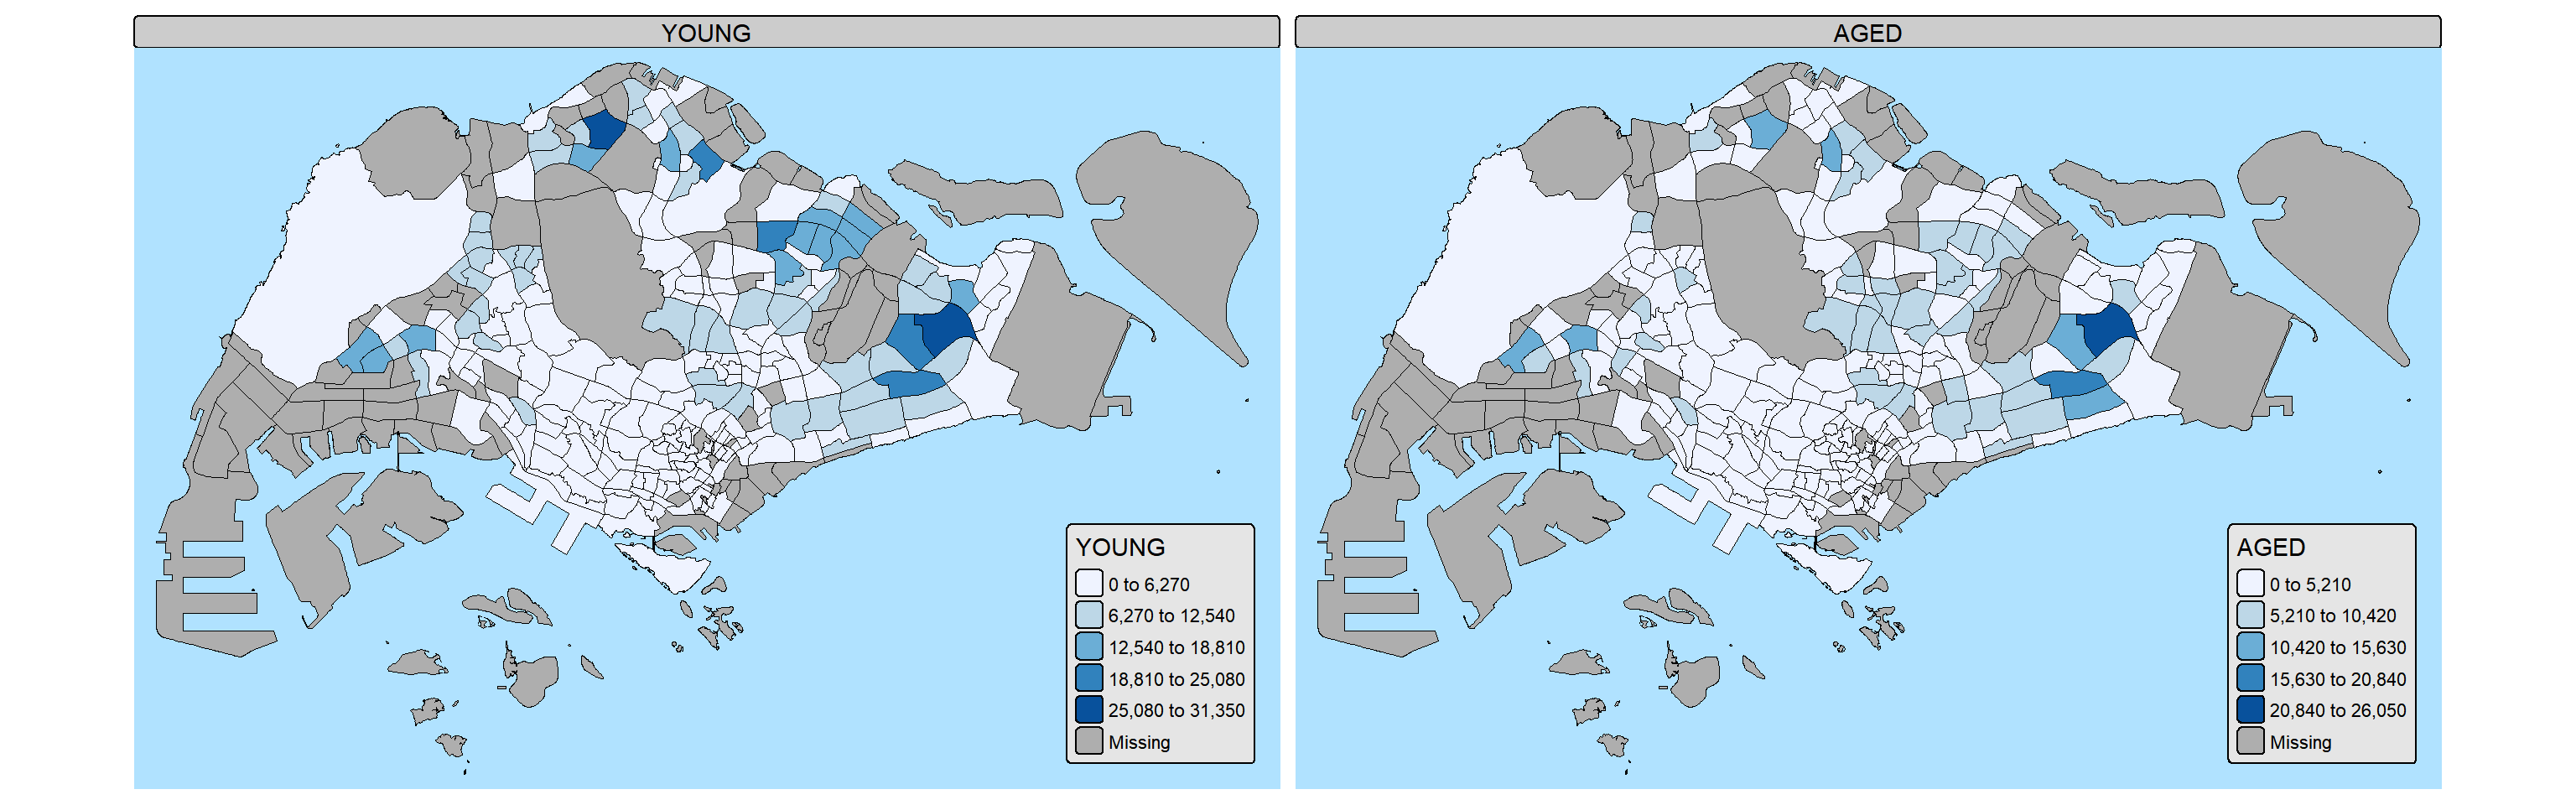 YOUNG
AGED
YOUNG
0 to 6,270
6,270 to 12,540
12,540 to 18,810
18,810 to 25,080
25,080 to 31,350
Missing
AGED
0 to 5,210
5,210 to 10,420
10,420 to 15,630
15,630 to 20,840
20,840 to 26,050
Missing